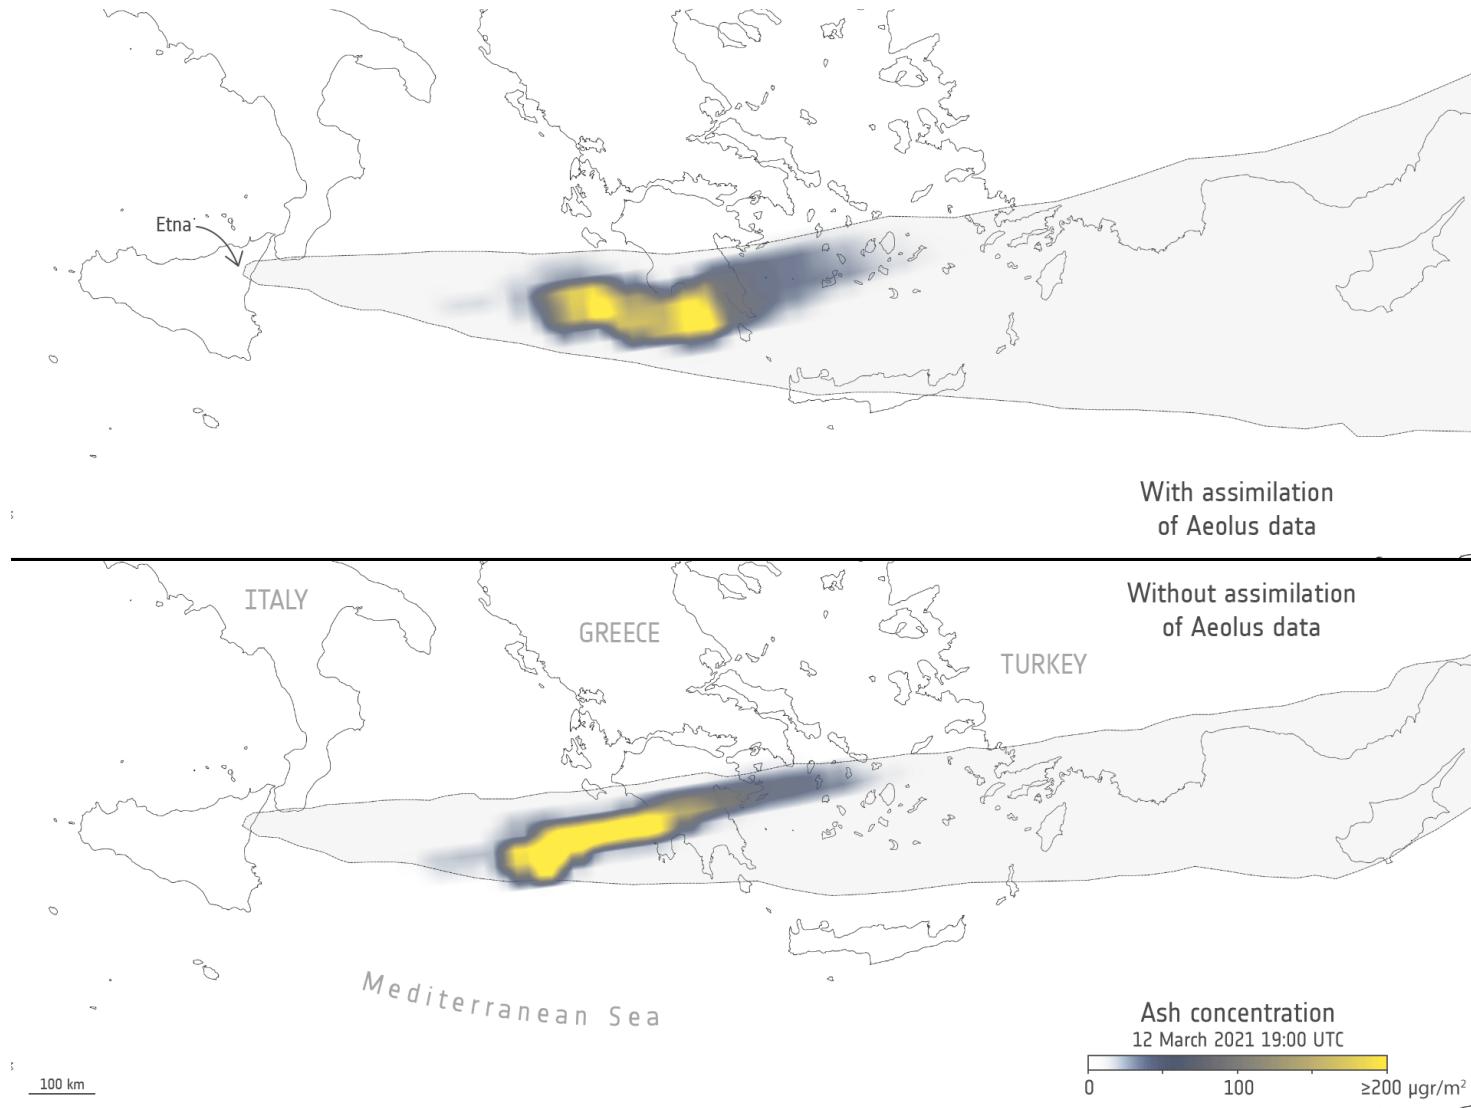 Etna
With assimilation
of Aeolus data
ITALY
GREECE
TURKEY
Without assimilation
of Aeolus data
Mediterranean Sea
Ash concentration
12 March 2021 19:00 UTC
0 100 ≥200 µgr/m²
100 km